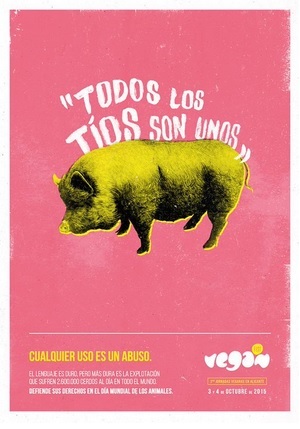 "TODOS LOS
TÍOS SON UNOS
"
CUALQUIER USO ES UN ABUSO.
EL LENGUAJE ES DURO, PERO MÁS DURA ES LA EXPLOTACIÓN
QUE SUFREN 2.600.000 CERDOS AL DÍA EN TODO EL MUNDO.
DEFIENDE SUS DERECHOS EN EL DÍA MUNDIAL DE LOS ANIMALES.
vegan
3 y 4 DE OCTUBRE DE 2015